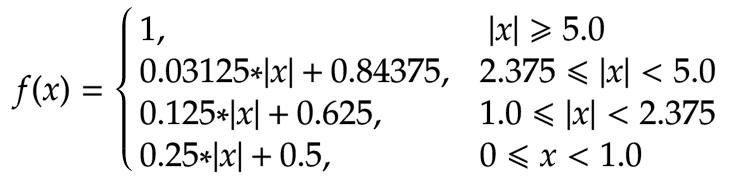 f(x) = { 1, |x| ⩾ 5.0
0.03125*|x| + 0.84375, 2.375 ⩽ |x| < 5.0
0.125*|x| + 0.625, 1.0 ⩽ |x| < 2.375
0.25*|x| + 0.5, 0 ⩽ x < 1.0